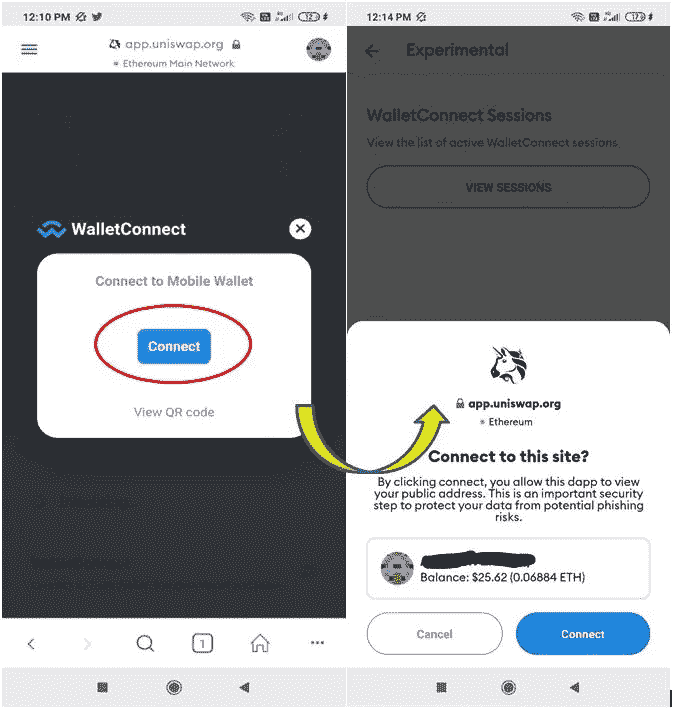 12:10 PM
12
app.uniswap.org
Ethereum Main Network
WalletConnect
Connect to Mobile Wallet
Connect
View QR code
1
12:14 PM
17
Experimental
WalletConnect Sessions
View the list of active WalletConnect sessions
VIEW SESSIONS
app.uniswap.org
Ethereum
Connect to this site?
By clicking connect, you allow this dapp to view
your public address. This is an important security
step to protect your data from potential phishing
risks.
Balance: $25.62 (0.06884 ETH)
Cancel
Connect